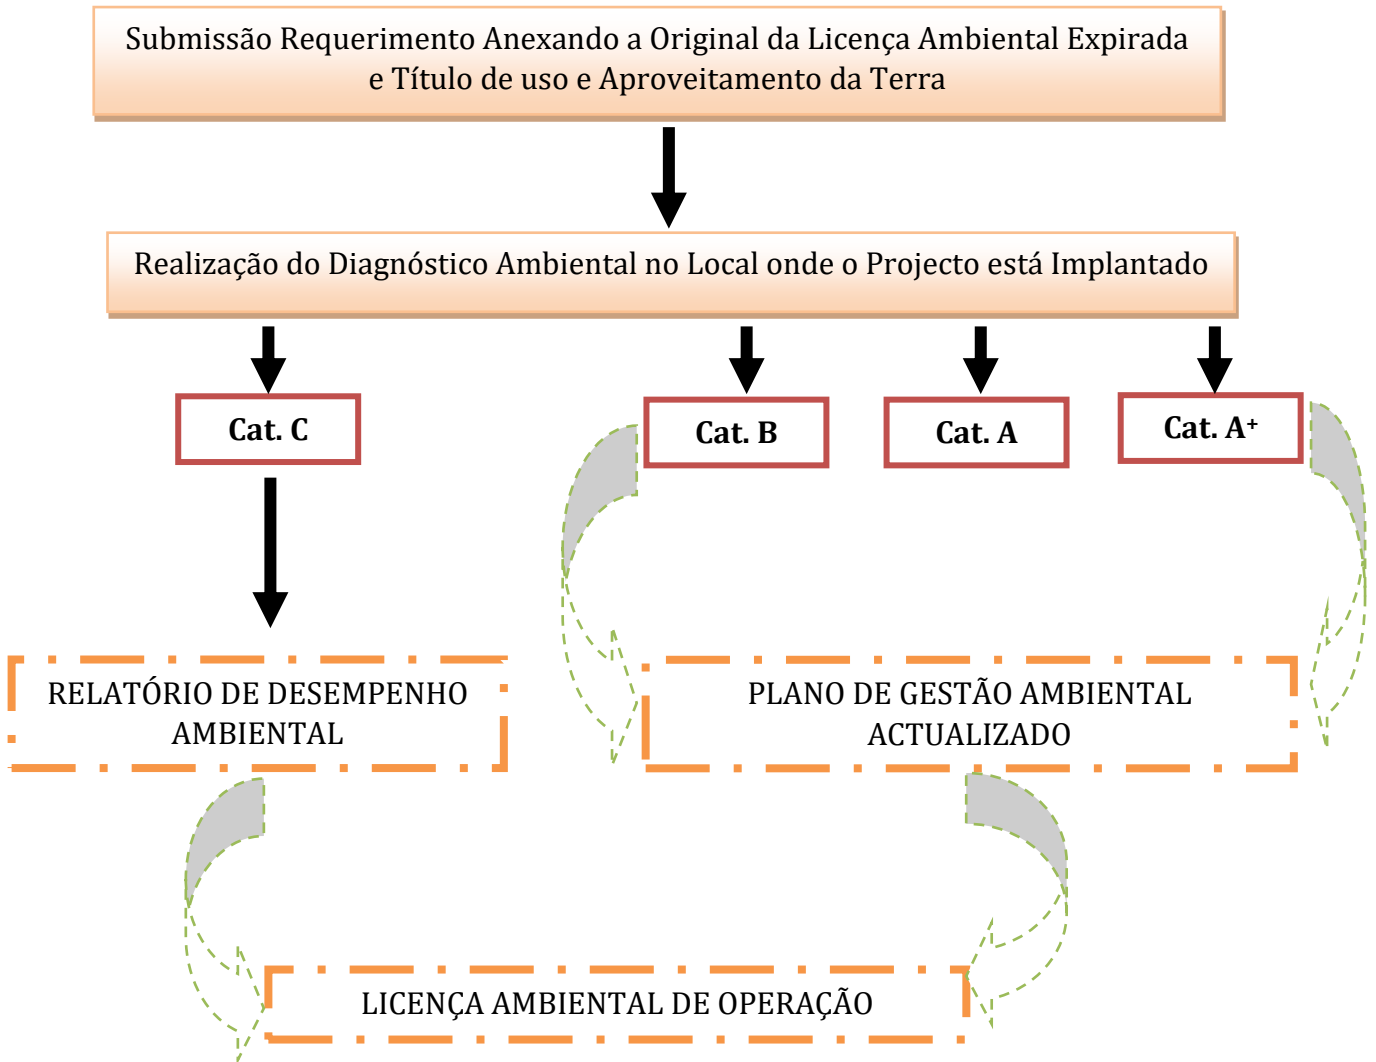 Submissão Requerimento Anexando a Original da Licença Ambiental Expirada
e Título de uso e Aproveitamento da Terra
Realização do Diagnóstico Ambiental no Local onde o Projecto está Implantado
Cat. C
Cat. B
Cat. A
Cat. A⁺
RELATÓRIO DE DESEMPENHO
AMBIENTAL
PLANO DE GESTÃO AMBIENTAL
ACTUALIZADO
LICENÇA AMBIENTAL DE OPERAÇÃO